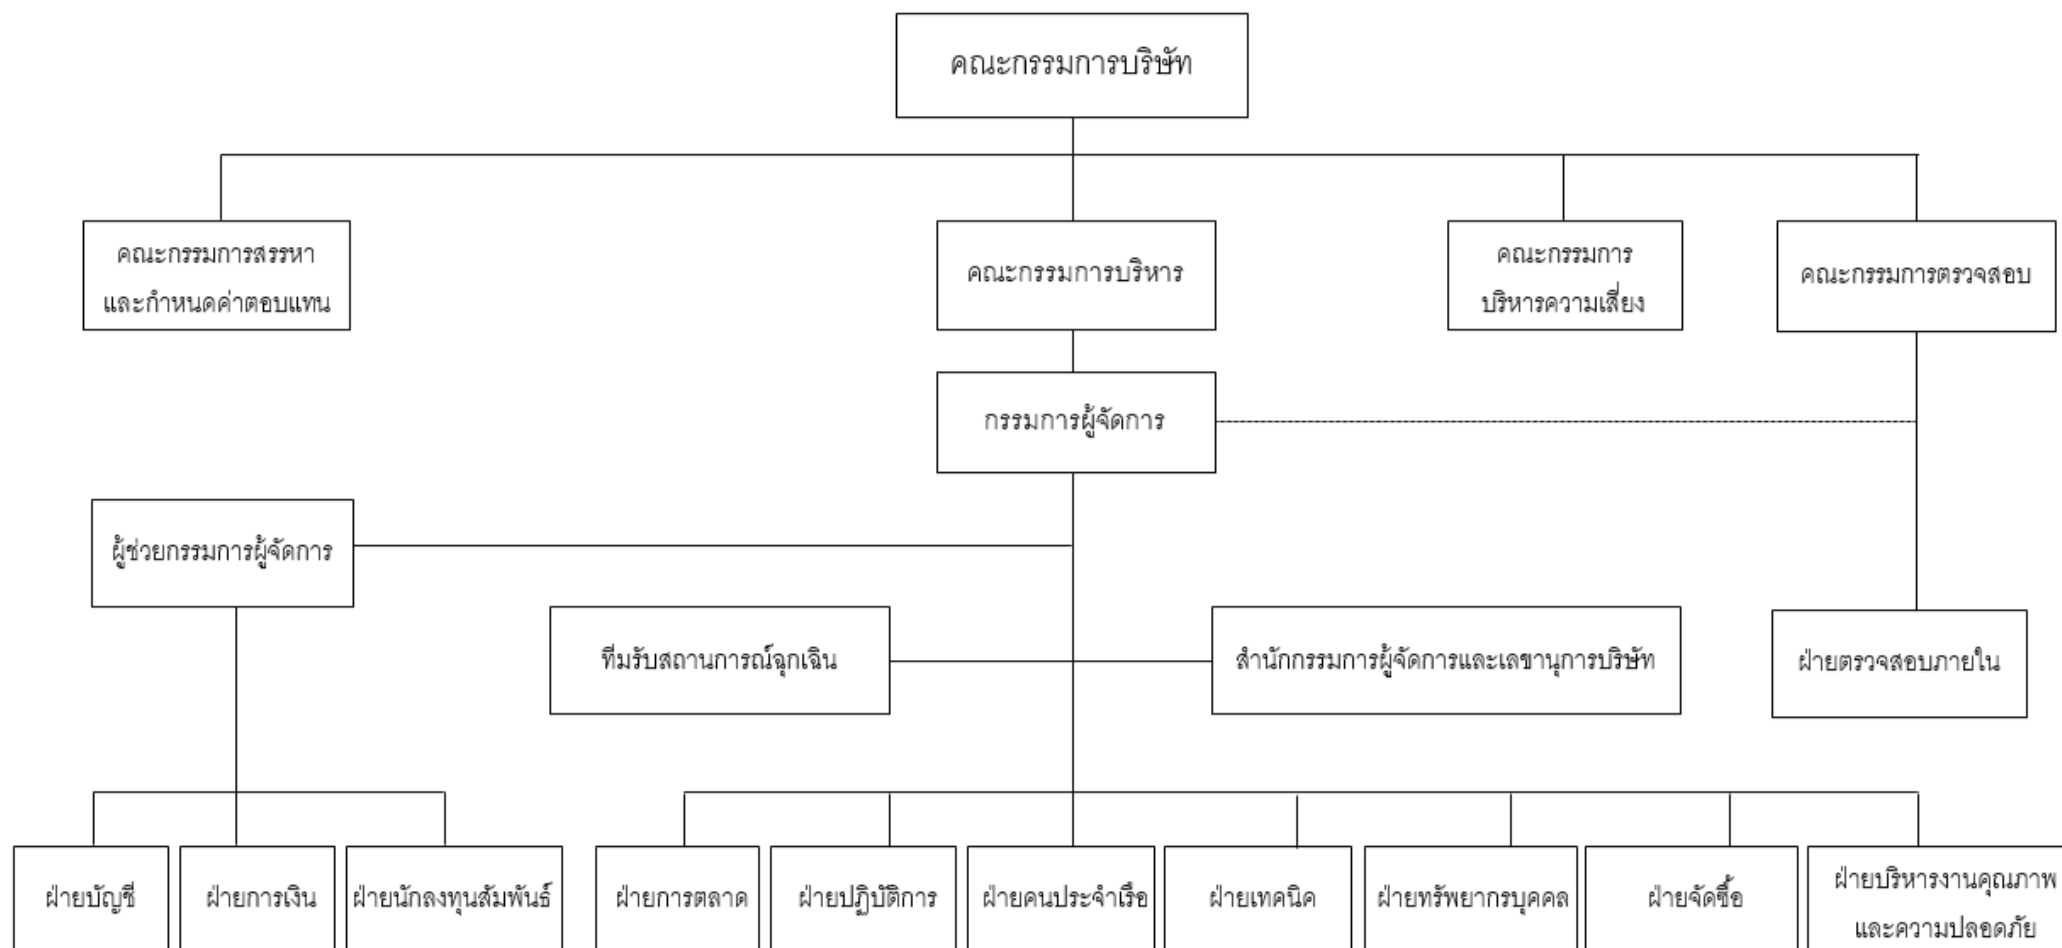 คณะกรรมการบริษัท
คณะกรรมการสรรหา
และกำหนดค่าตอบแทน
คณะกรรมการบริหาร
คณะกรรมการ
บริหารความเสี่ยง
คณะกรรมการตรวจสอบ
กรรมการผู้จัดการ
ผู้ช่วยกรรมการผู้จัดการ
ทีมรับสถานการณ์ฉุกเฉิน
สำนักกรรมการผู้จัดการและเลขานุการบริษัท
ฝ่ายตรวจสอบภายใน
ฝ่ายบัญชี
ฝ่ายการเงิน
ฝ่ายนักลงทุนสัมพันธ์
ฝ่ายการตลาด
ฝ่ายปฏิบัติการ
ฝ่ายคนประจำเรือ
ฝ่ายเทคนิค
ฝ่ายทรัพยากรบุคคล
ฝ่ายจัดซื้อ
ฝ่ายบริหารงานคุณภาพ
และความปลอดภัย